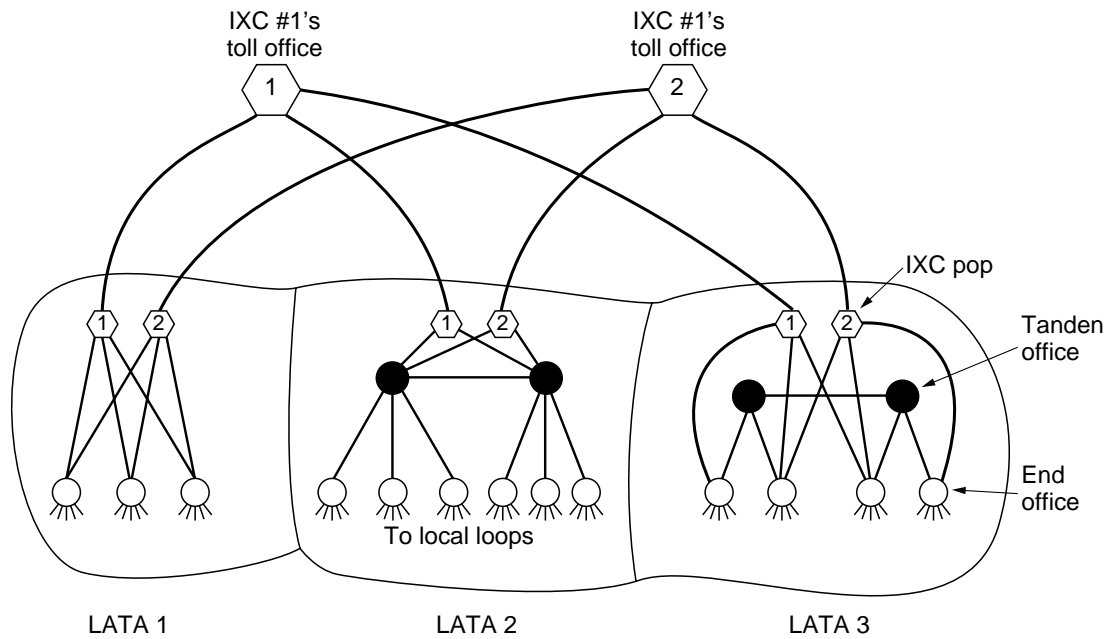 IXC #1’s
toll office
IXC #1’s
toll office
1
2
IXC pop
1
2
1
2
1
2
Tanden
office
End
office
To local loops
LATA 1
LATA 2
LATA 3